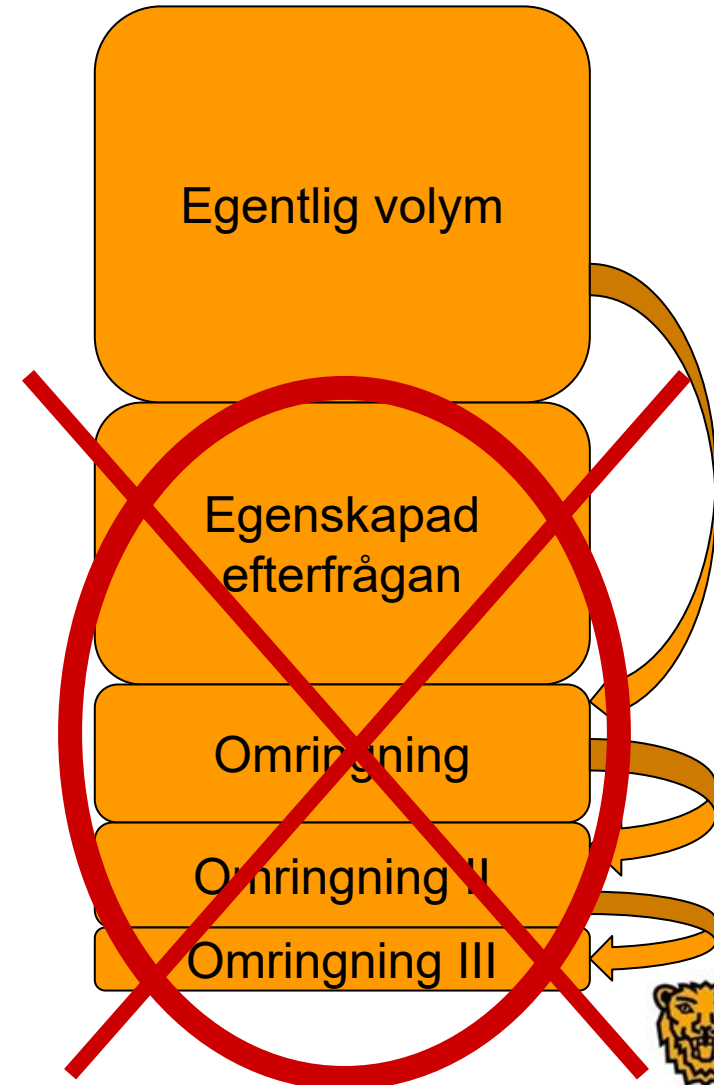 Egentlig volym
Egenskapad
efterfrågan
Omringning
Omringning II
Omringning III